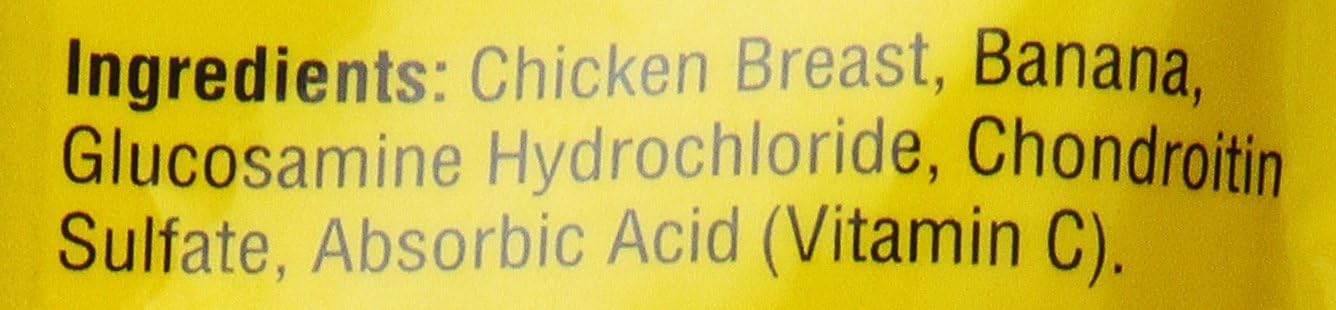 Ingredients: Chicken Breast, Banana,
Glucosamine Hydrochloride, Chondroitin
Sulfate, Absorbic Acid (Vitamin C).